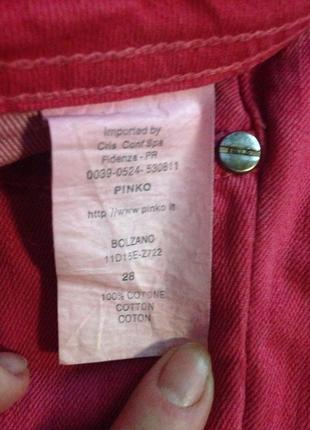 Imported by
Cris Conf Spa
Fidenza - PR
0039-0524-530611
PINKO
http://www.pinko.it
BOLZANO
11D15E-Z722
28
100% COTONE
COTTON
COTON